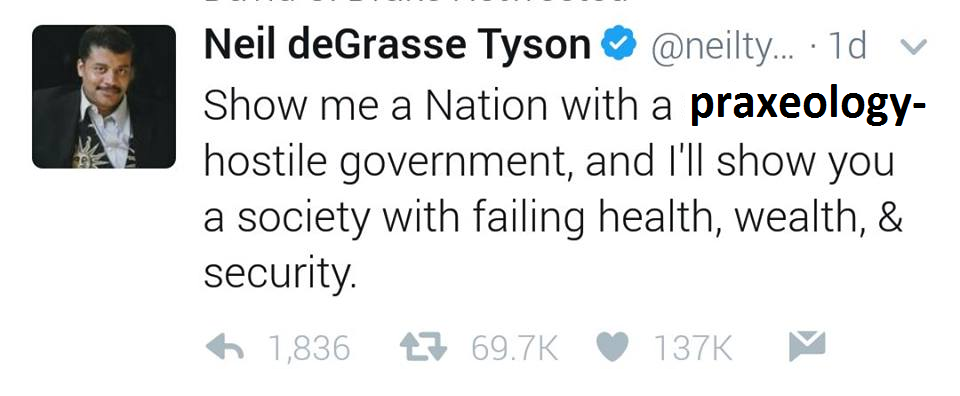 Neil deGrasse Tyson @neilty... · 1d
Show me a Nation with a praxeology-
hostile government, and I'll show you
a society with failing health, wealth, &
security.
1,836 69.7K 137K